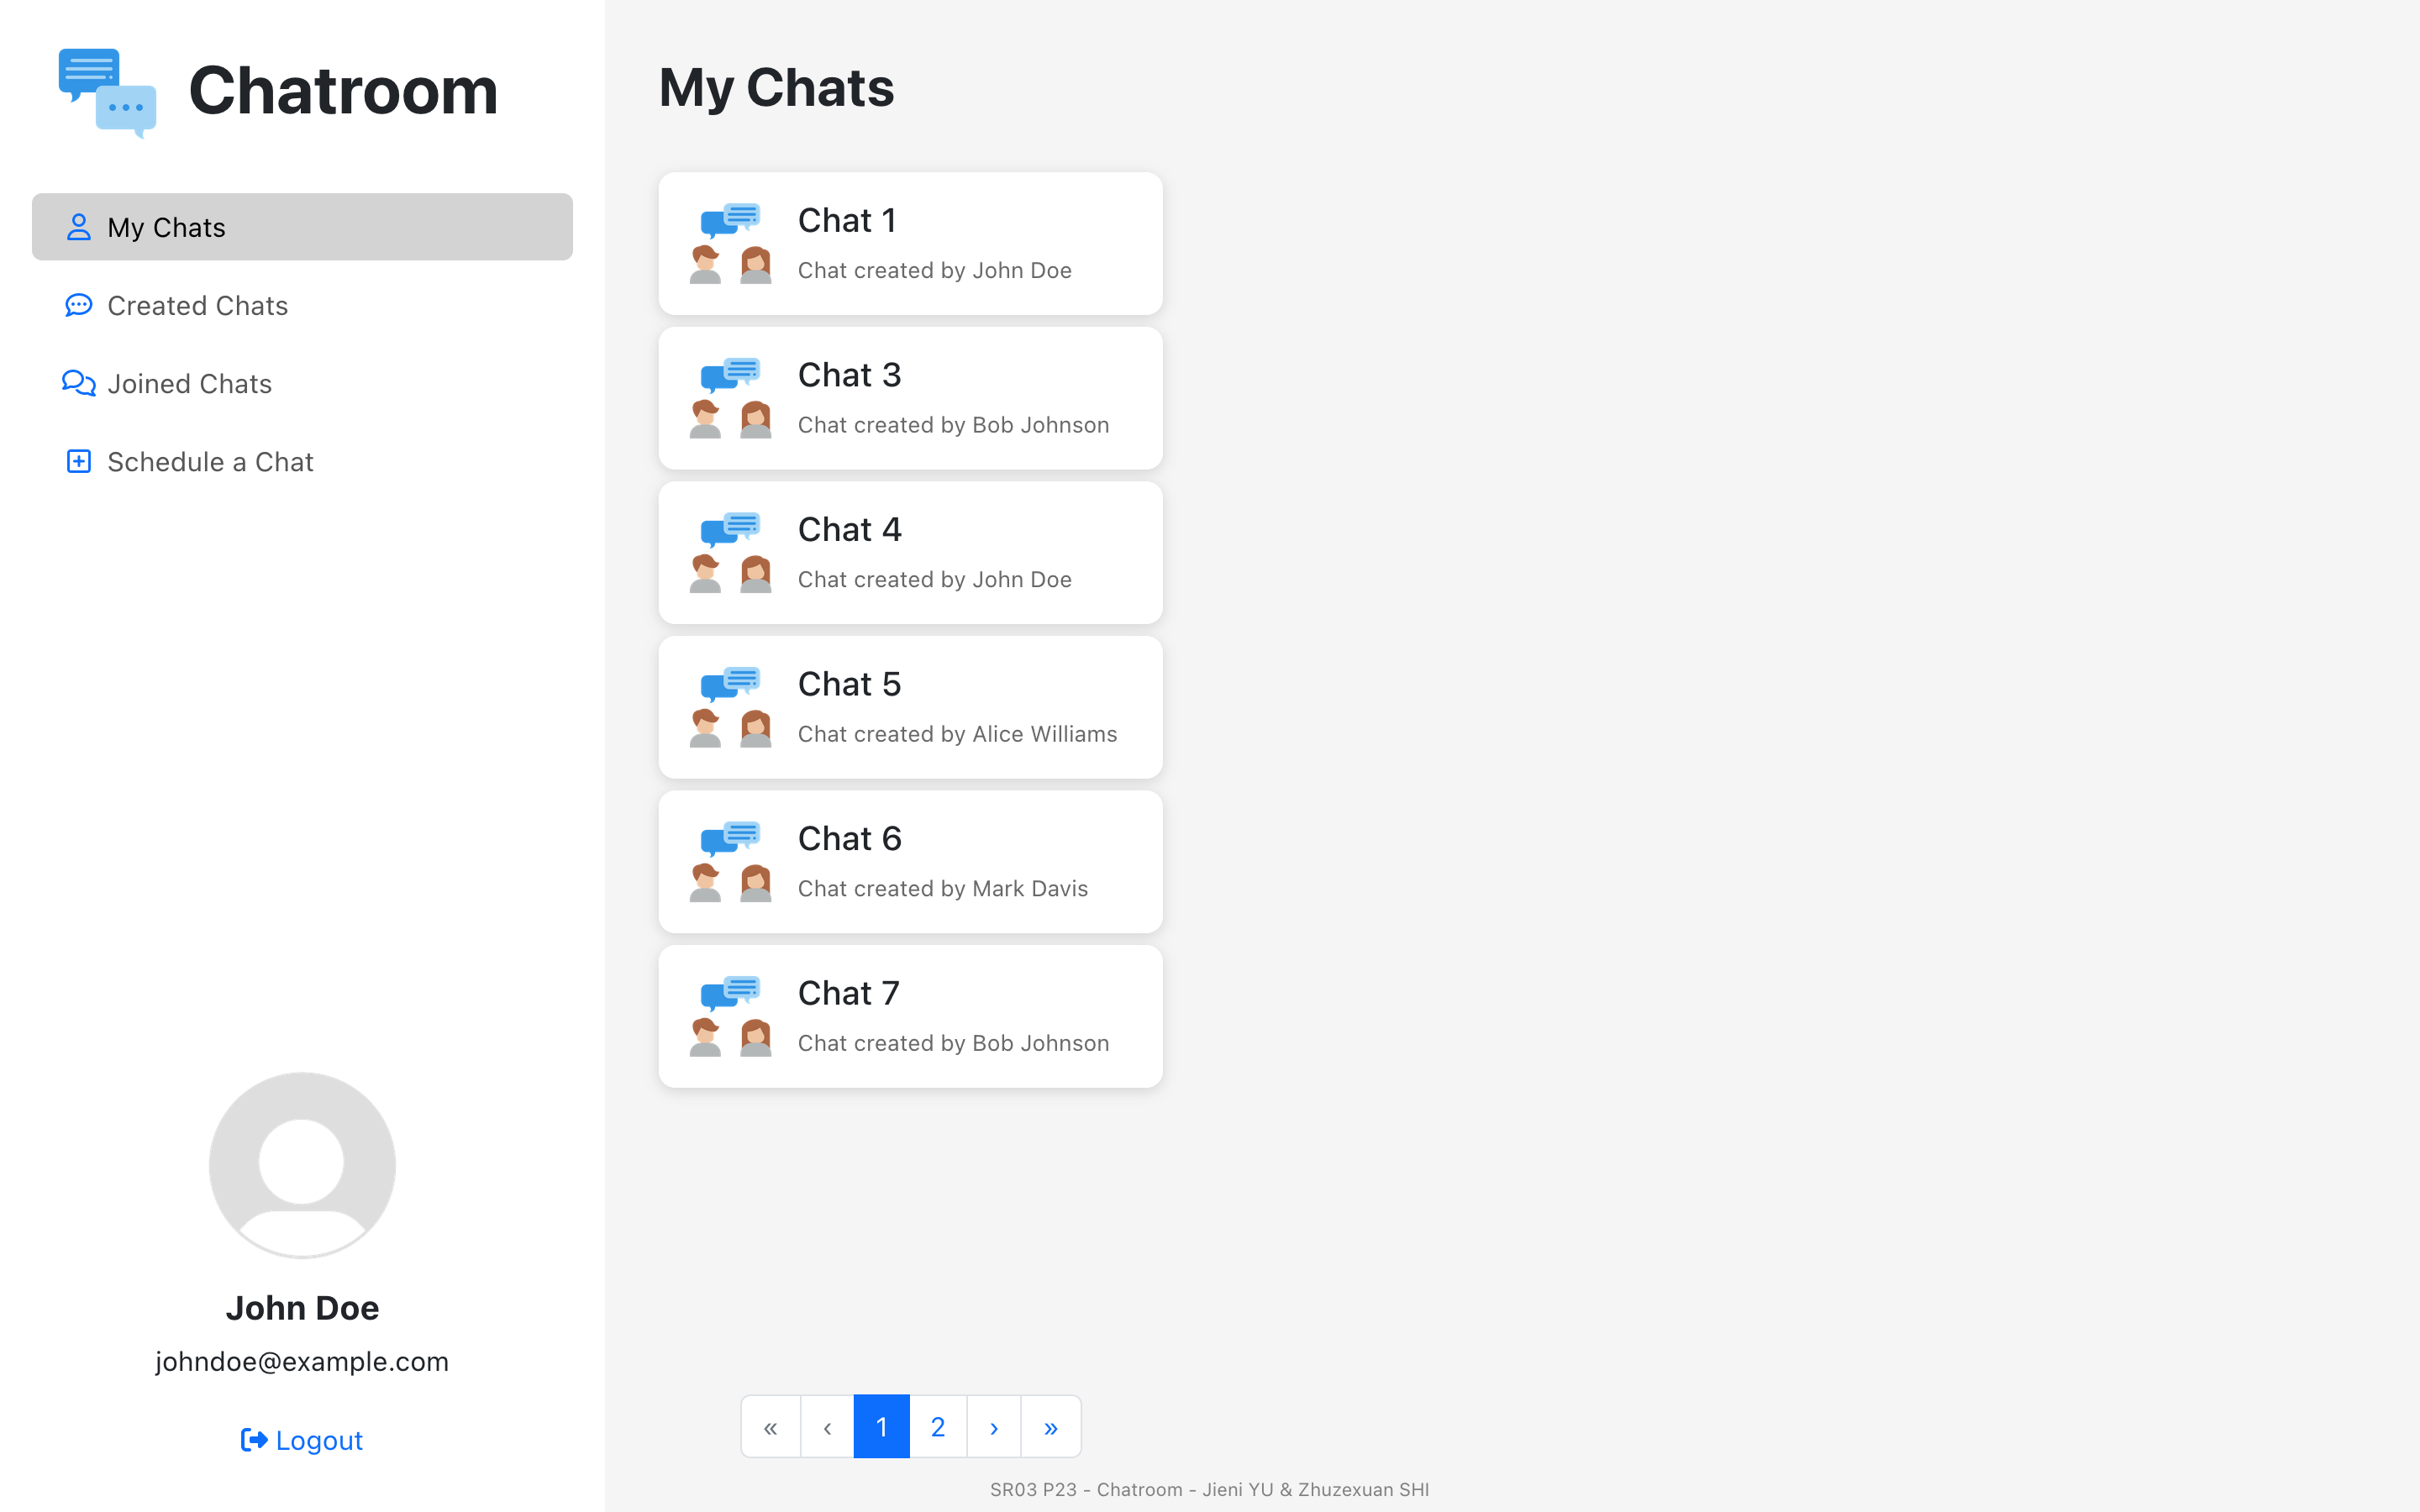 Chatroom
My Chats
Created Chats
Joined Chats
Schedule a Chat
John Doe
johndoe@example.com
Logout
My Chats
Chat 1
Chat created by John Doe
Chat 3
Chat created by Bob Johnson
Chat 4
Chat created by John Doe
Chat 5
Chat created by Alice Williams
Chat 6
Chat created by Mark Davis
Chat 7
Chat created by Bob Johnson
« ‹ 1 2 › »
SR03 P23 - Chatroom - Jieni YU & Zhuzexuan SHI